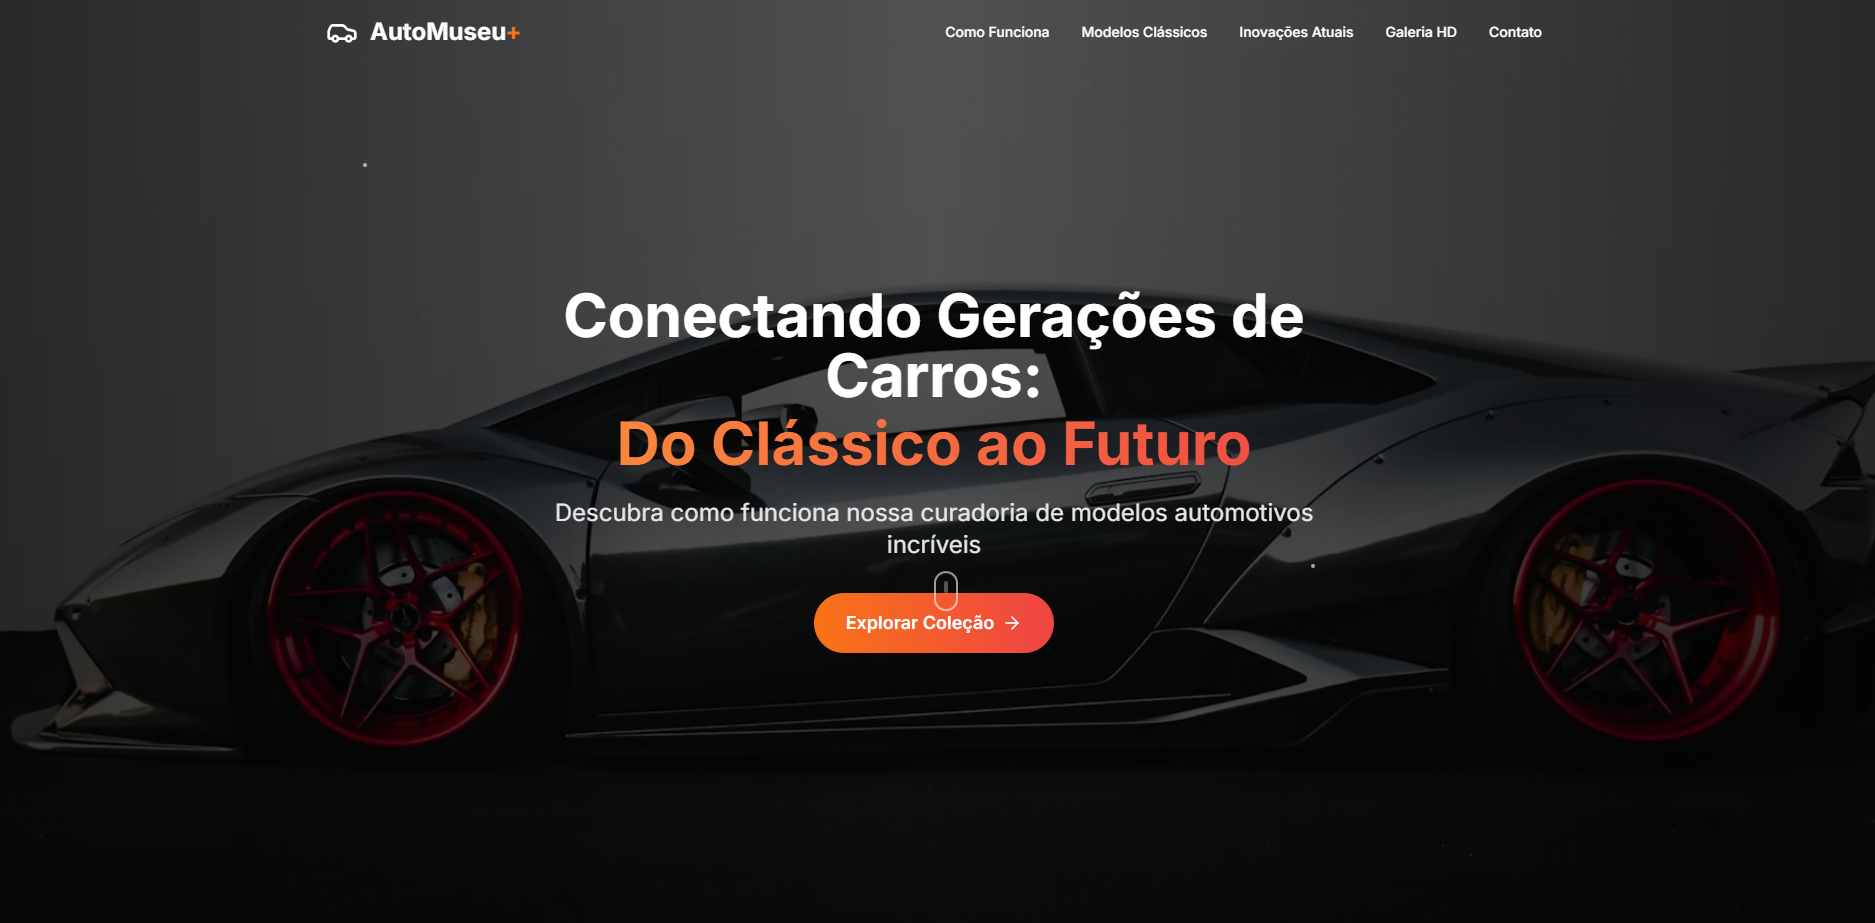 AutoMuseu+
Como Funciona
Modelos Clássicos
Inovações Atuais
Galeria HD
Contato
Conectando Gerações de
Carros:
Do Clássico ao Futuro
Descubra como funciona nossa curadoria de modelos automotivos
incríveis
Explorar Coleção →